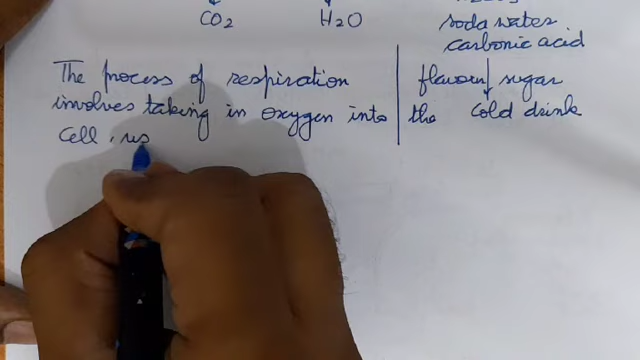 CO2 H2O
soda water
carbonic acid
The process of respiration
involves taking in oxygen into the
cell, us
flavour sugar
cold drink